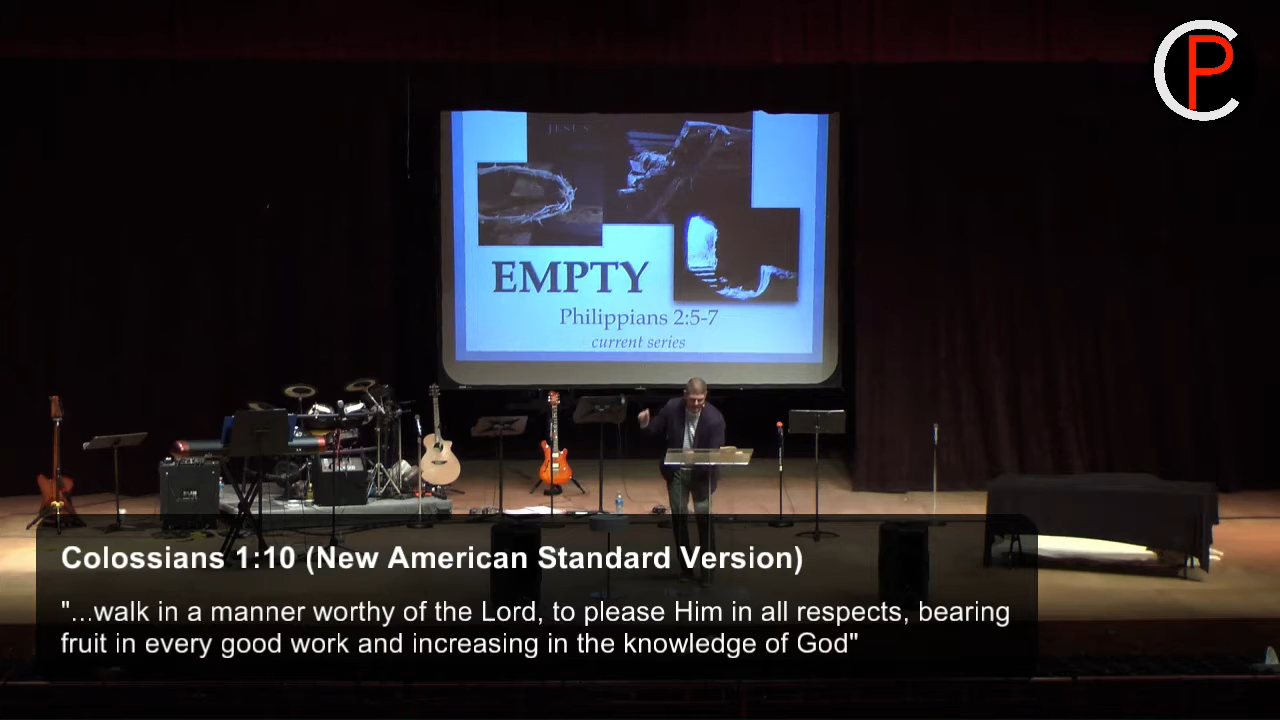 CP
JESUS
EMPTY
Philippians 2:5-7
current series
Colossians 1:10 (New American Standard Version)
"...walk in a manner worthy of the Lord, to please Him in all respects, bearing
fruit in every good work and increasing in the knowledge of God"